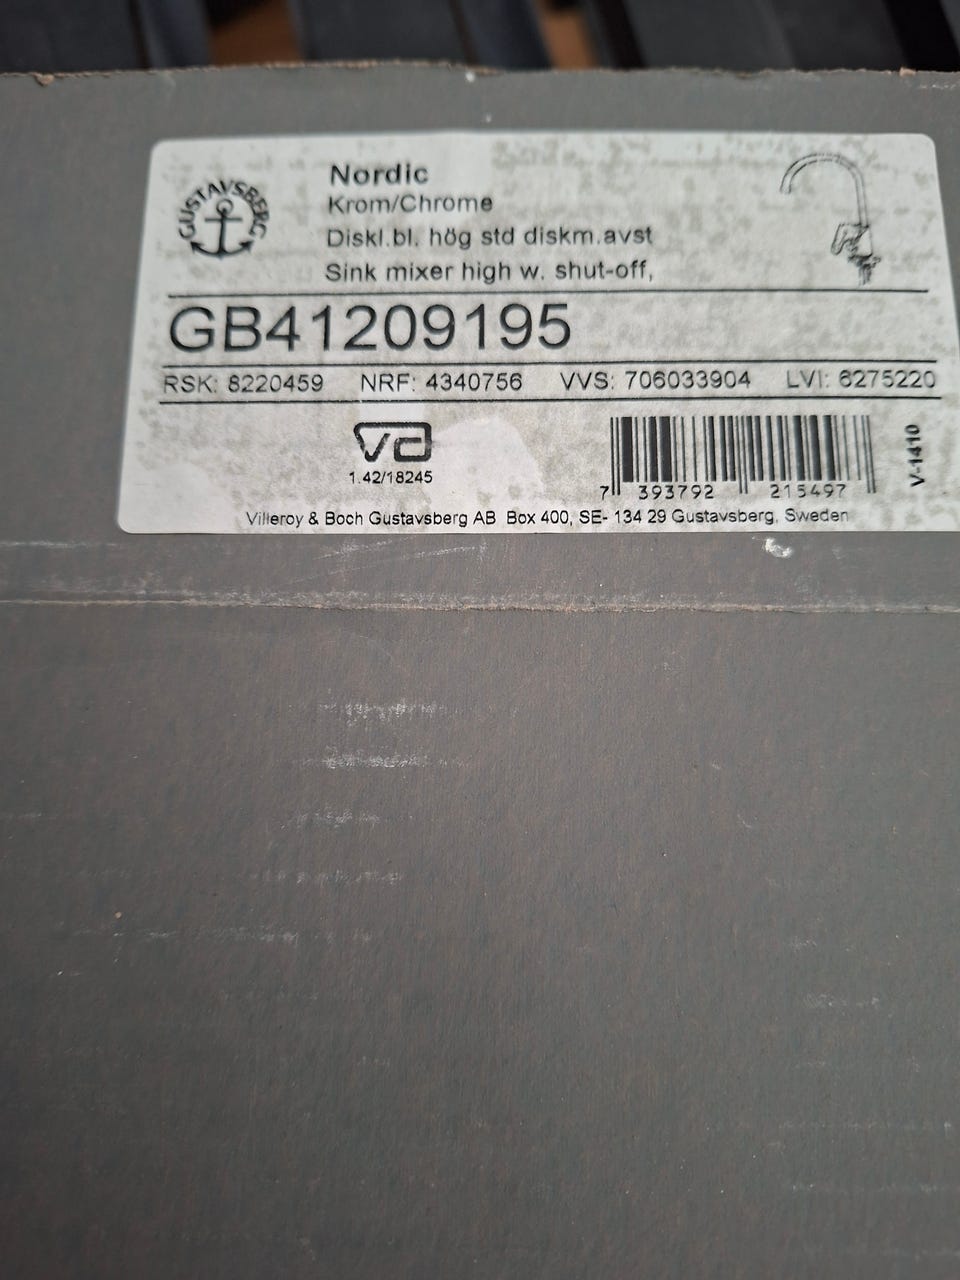 GUSTAVSBERG
Nordic
Krom/Chrome
Diskl.bl. hög std diskm.avst
Sink mixer high w. shut-off,
GB41209195
RSK: 8220459 NRF: 4340756 VVS: 706033904 LVI: 6275220
VA
1.42/18245
7 393792 215497
V-1410
Villeroy & Boch Gustavsberg AB Box 400, SE- 134 29 Gustavsberg, Sweden